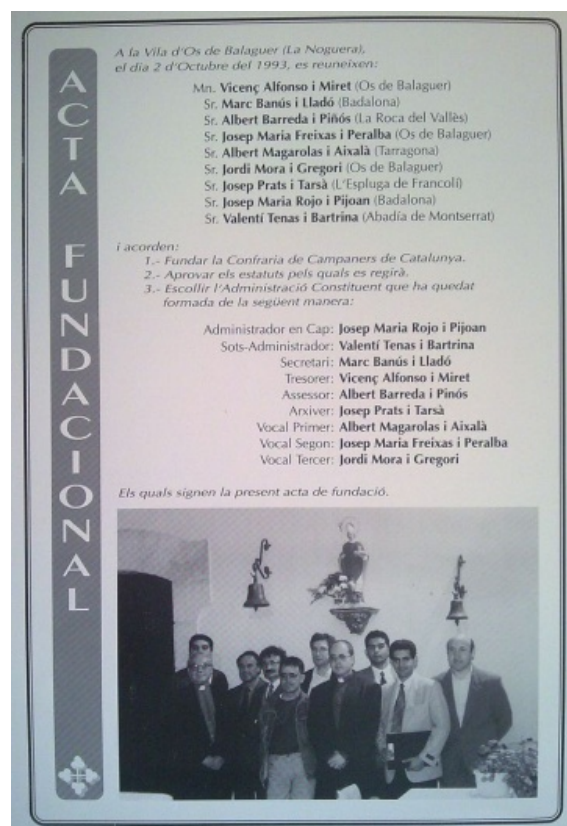 ACTA FUNDACIONAL
A la Vila d'Os de Balaguer (La Noguera),
el dia 2 d'Octubre del 1993, es reuneixen:
Mn. Vicenç Alfonso i Miret (Os de Balaguer)
Sr. Marc Banús i Lladó (Badalona)
Sr. Albert Barreda i Piñós (La Roca del Vallès)
Sr. Josep Maria Freixas i Peralba (Os de Balaguer)
Sr. Albert Magarolas i Aixalà (Tarragona)
Sr. Jordi Mora i Gregori (Os de Balaguer)
Sr. Josep Prats i Tarsà (L'Espluga de Francolí)
Sr. Josep Maria Rojo i Pijoan (Badalona)
Sr. Valentí Tenas i Bartrina (Abadía de Montserrat)
i acorden:
1.- Fundar la Confraria de Campaners de Catalunya.
2.- Aprovar els estatuts pels quals es regirà.
3.- Escollir l'Administració Constituent que ha quedat
formada de la següent manera:
Administrador en Cap: Josep Maria Rojo i Pijoan
Sots-Administrador: Valentí Tenas i Bartrina
Secretari: Marc Banús i Lladó
Tresorer: Vicenç Alfonso i Miret
Assessor: Albert Barreda i Pinós
Arxiver: Josep Prats i Tarsà
Vocal Primer: Albert Magarolas i Aixalà
Vocal Segon: Josep Maria Freixas i Peralba
Vocal Tercer: Jordi Mora i Gregori
Els quals signen la present acta de fundació.